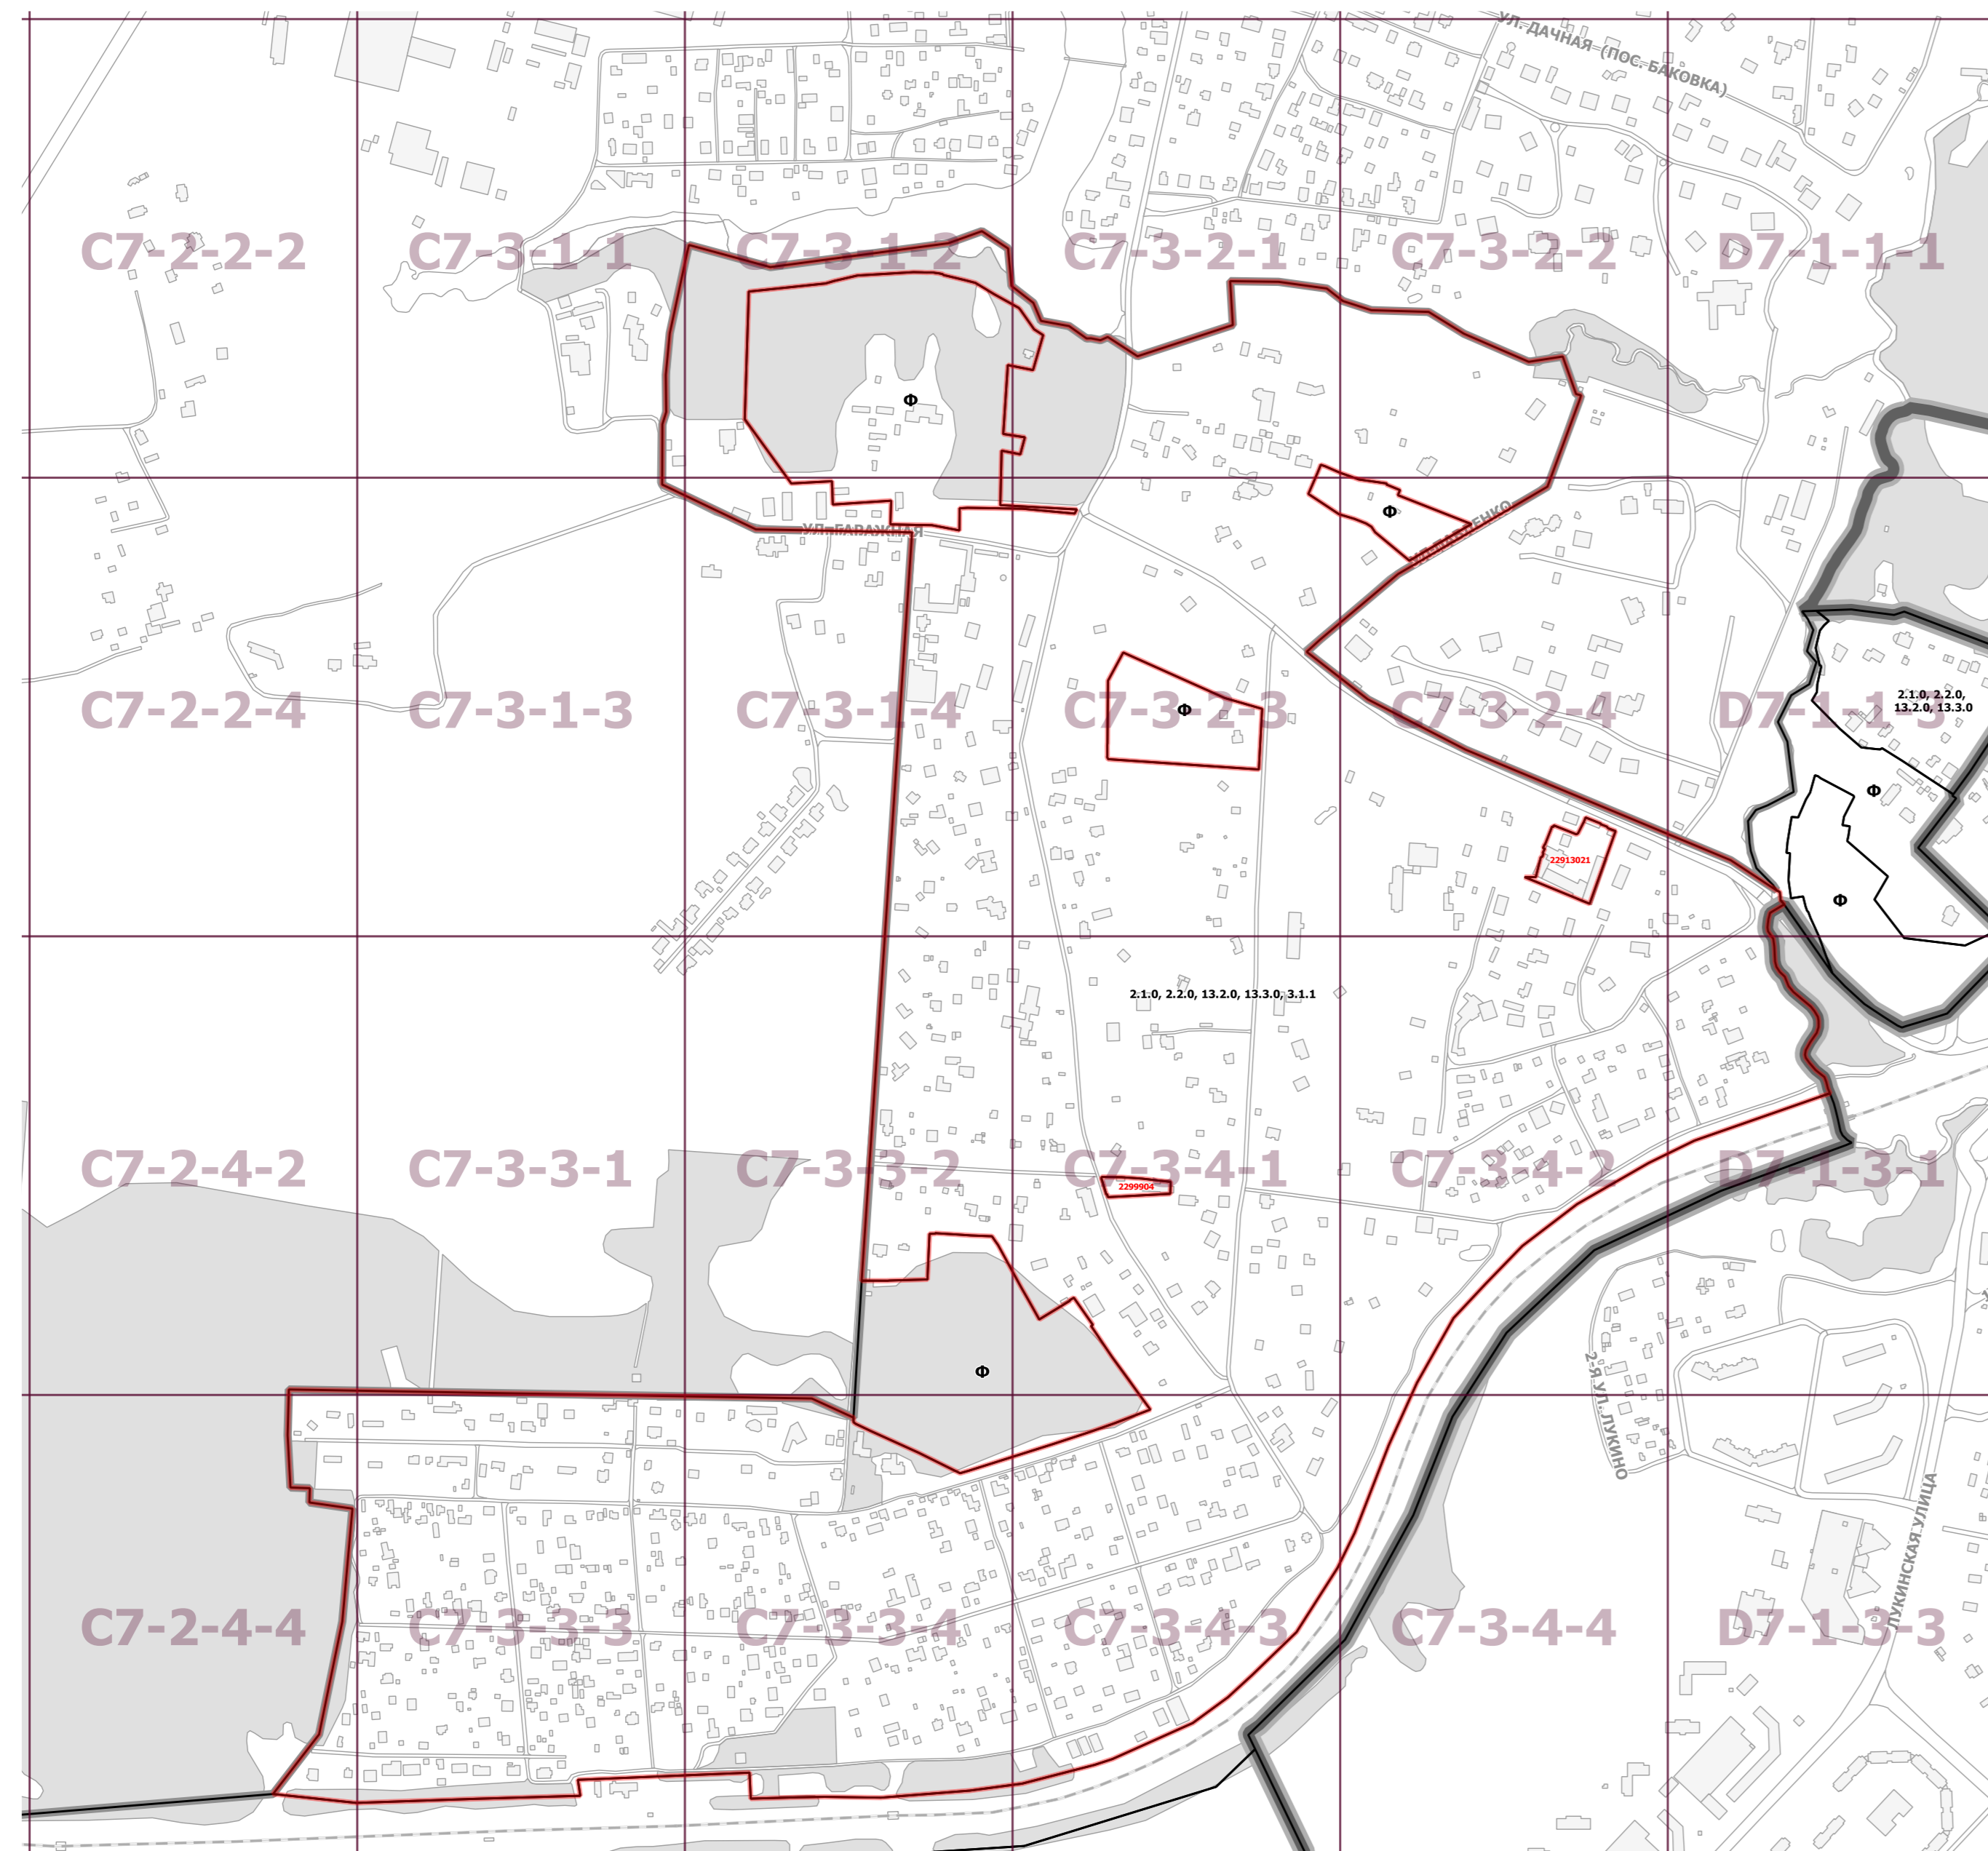 УЛ. ДАЧНАЯ (ПОС. БАКОВКА)
C7-2-2-2
C7-3-1-1
C7-3-1-2
C7-3-2-1
C7-3-2-2
D7-1-1-1
Ф
Ф
УЛ. ГАРАЖНАЯ
C7-2-2-4
C7-3-1-3
C7-3-1-4
C7-3-2-3
C7-3-2-4
D7-1-1-3
2.1.0, 2.2.0,
13.2.0, 13.3.0
Ф
Ф
22913021
Ф
2.1.0, 2.2.0, 13.2.0, 13.3.0, 3.1.1
C7-2-4-2
C7-3-3-1
C7-3-3-2
C7-3-4-1
C7-3-4-2
D7-1-3-1
2299904
Ф
2-Я УЛ. ЛУКИНО
ЛУКИНСКАЯ УЛИЦА
C7-2-4-4
C7-3-3-3
C7-3-3-4
C7-3-4-3
C7-3-4-4
D7-1-3-3